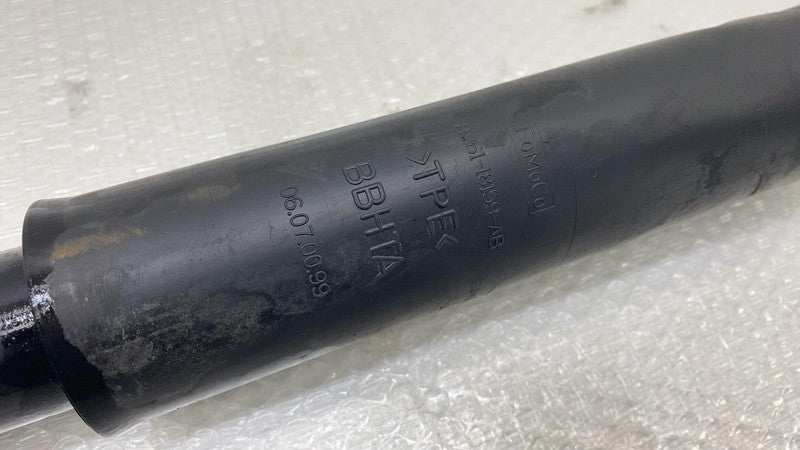 FoMoCo
>TPE<
BBHTA
06.07.00.99